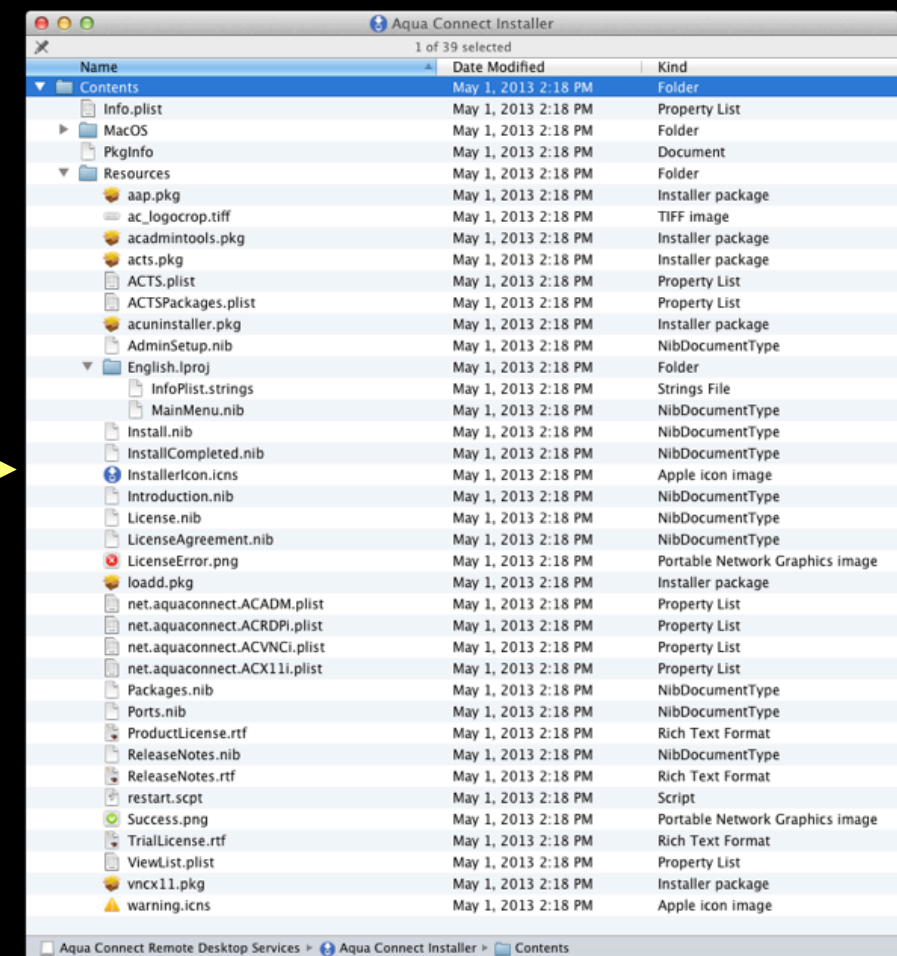 Aqua Connect Installer
1 of 39 selected
Name Date Modified Kind
Contents May 1, 2013 2:18 PM Folder
Info.plist May 1, 2013 2:18 PM Property List
MacOS May 1, 2013 2:18 PM Folder
PkgInfo May 1, 2013 2:18 PM Document
Resources May 1, 2013 2:18 PM Folder
aap.pkg May 1, 2013 2:18 PM Installer package
ac_logocrop.tiff May 1, 2013 2:18 PM TIFF image
acadmintools.pkg May 1, 2013 2:18 PM Installer package
acts.pkg May 1, 2013 2:18 PM Installer package
ACTS.plist May 1, 2013 2:18 PM Property List
ACTSPackages.plist May 1, 2013 2:18 PM Property List
acuninstaller.pkg May 1, 2013 2:18 PM Installer package
AdminSetup.nib May 1, 2013 2:18 PM NibDocumentType
English.lproj May 1, 2013 2:18 PM Folder
InfoPlist.strings May 1, 2013 2:18 PM Strings File
MainMenu.nib May 1, 2013 2:18 PM NibDocumentType
Install.nib May 1, 2013 2:18 PM NibDocumentType
InstallCompleted.nib May 1, 2013 2:18 PM NibDocumentType
InstallerIcon.icns May 1, 2013 2:18 PM Apple icon image
Introduction.nib May 1, 2013 2:18 PM NibDocumentType
License.nib May 1, 2013 2:18 PM NibDocumentType
LicenseAgreement.nib May 1, 2013 2:18 PM NibDocumentType
LicenseError.png May 1, 2013 2:18 PM Portable Network Graphics image
loadd.pkg May 1, 2013 2:18 PM Installer package
net.aquaconnect.ACADM.plist May 1, 2013 2:18 PM Property List
net.aquaconnect.ACRDPi.plist May 1, 2013 2:18 PM Property List
net.aquaconnect.ACVNCi.plist May 1, 2013 2:18 PM Property List
net.aquaconnect.ACX11i.plist May 1, 2013 2:18 PM Property List
Packages.nib May 1, 2013 2:18 PM NibDocumentType
Ports.nib May 1, 2013 2:18 PM NibDocumentType
ProductLicense.rtf May 1, 2013 2:18 PM Rich Text Format
ReleaseNotes.nib May 1, 2013 2:18 PM NibDocumentType
ReleaseNotes.rtf May 1, 2013 2:18 PM Rich Text Format
restart.scpt May 1, 2013 2:18 PM Script
Success.png May 1, 2013 2:18 PM Portable Network Graphics image
TrialLicense.rtf May 1, 2013 2:18 PM Rich Text Format
ViewList.plist May 1, 2013 2:18 PM Property List
vncx11.pkg May 1, 2013 2:18 PM Installer package
warning.icns May 1, 2013 2:18 PM Apple icon image
Aqua Connect Remote Desktop Services ▸ Aqua Connect Installer ▸ Contents